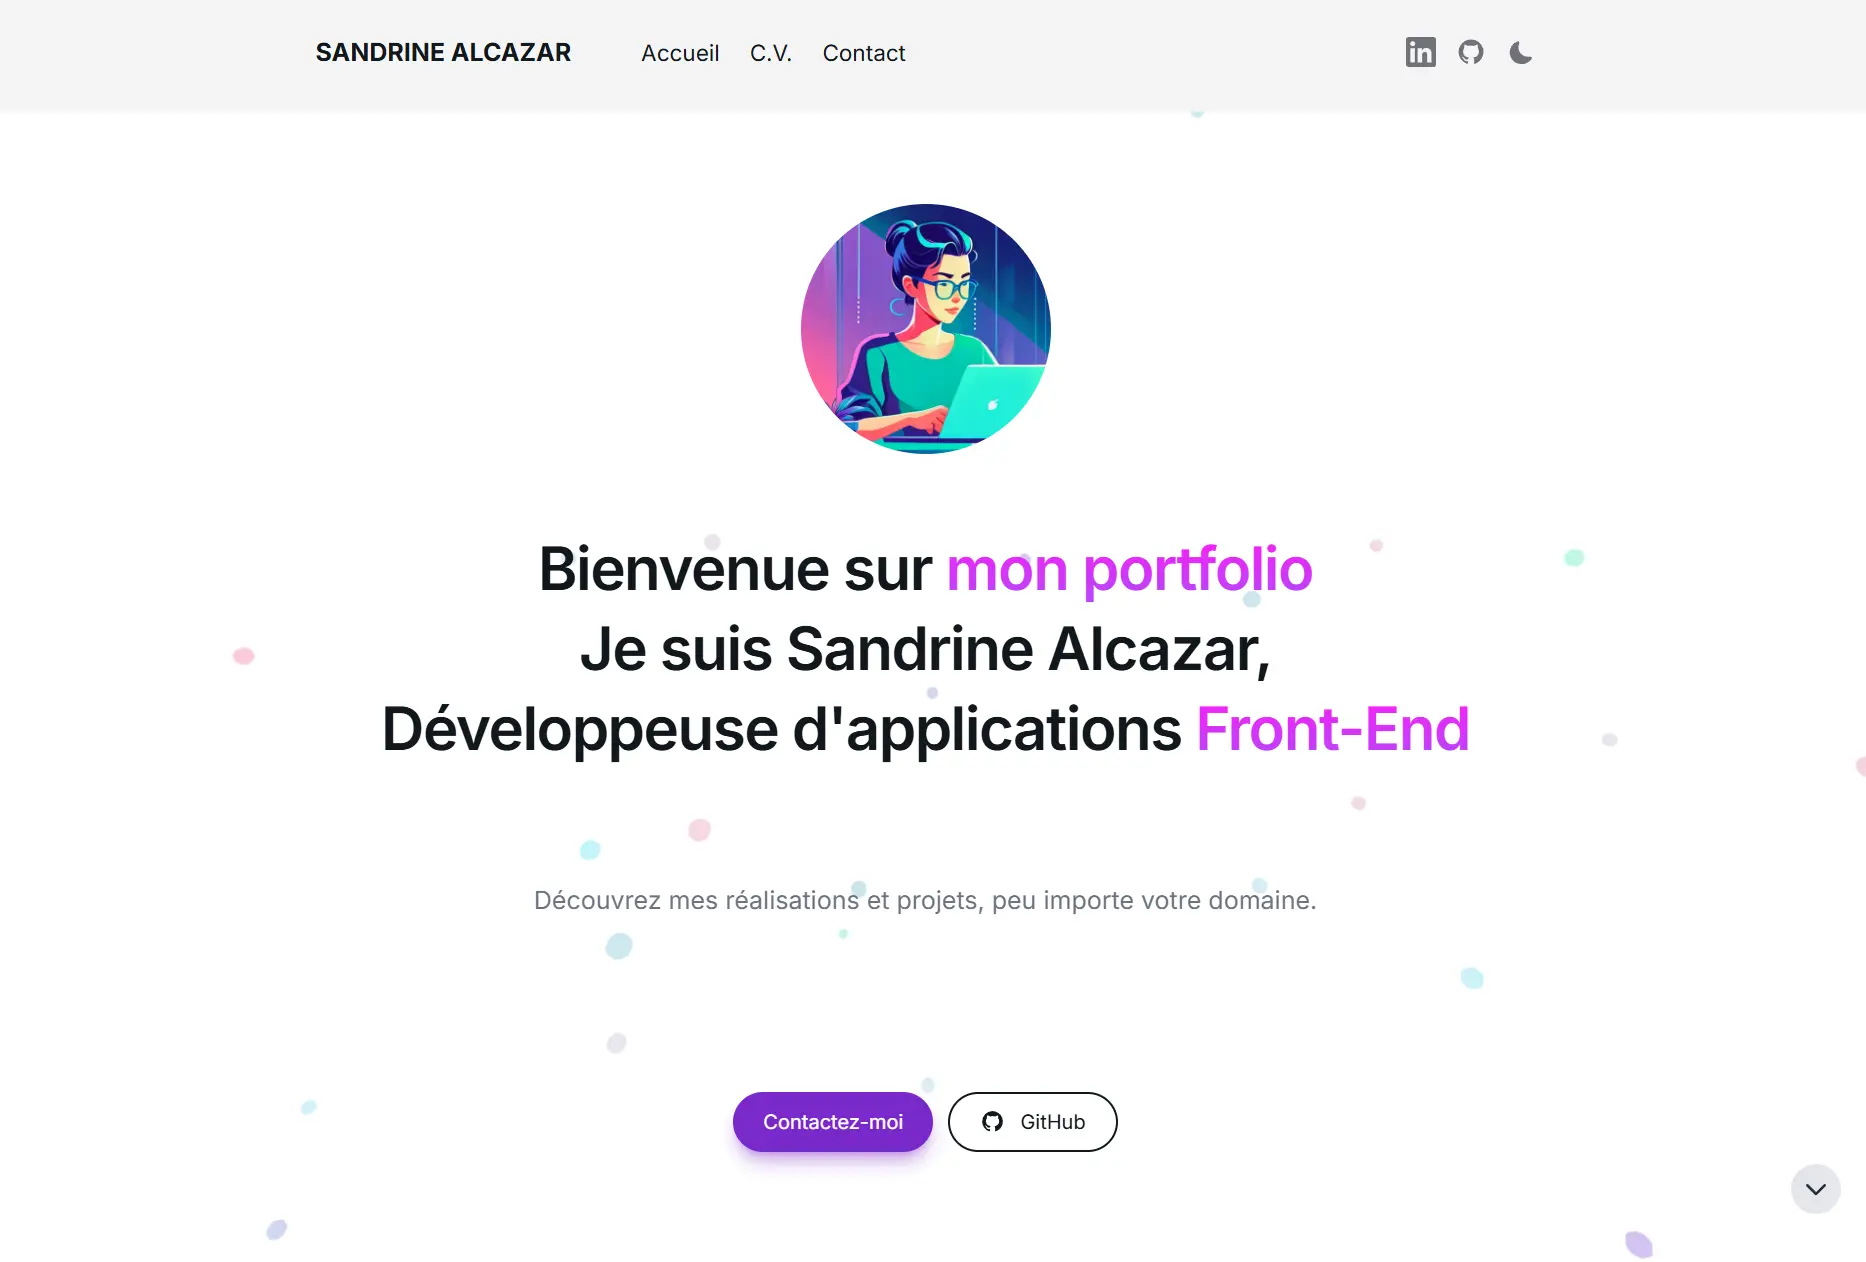 SANDRINE ALCAZAR Accueil C.V. Contact in
Bienvenue sur mon portfolio
Je suis Sandrine Alcazar,
Développeuse d'applications Front-End
Découvrez mes réalisations et projets, peu importe votre domaine.
Contactez-moi GitHub